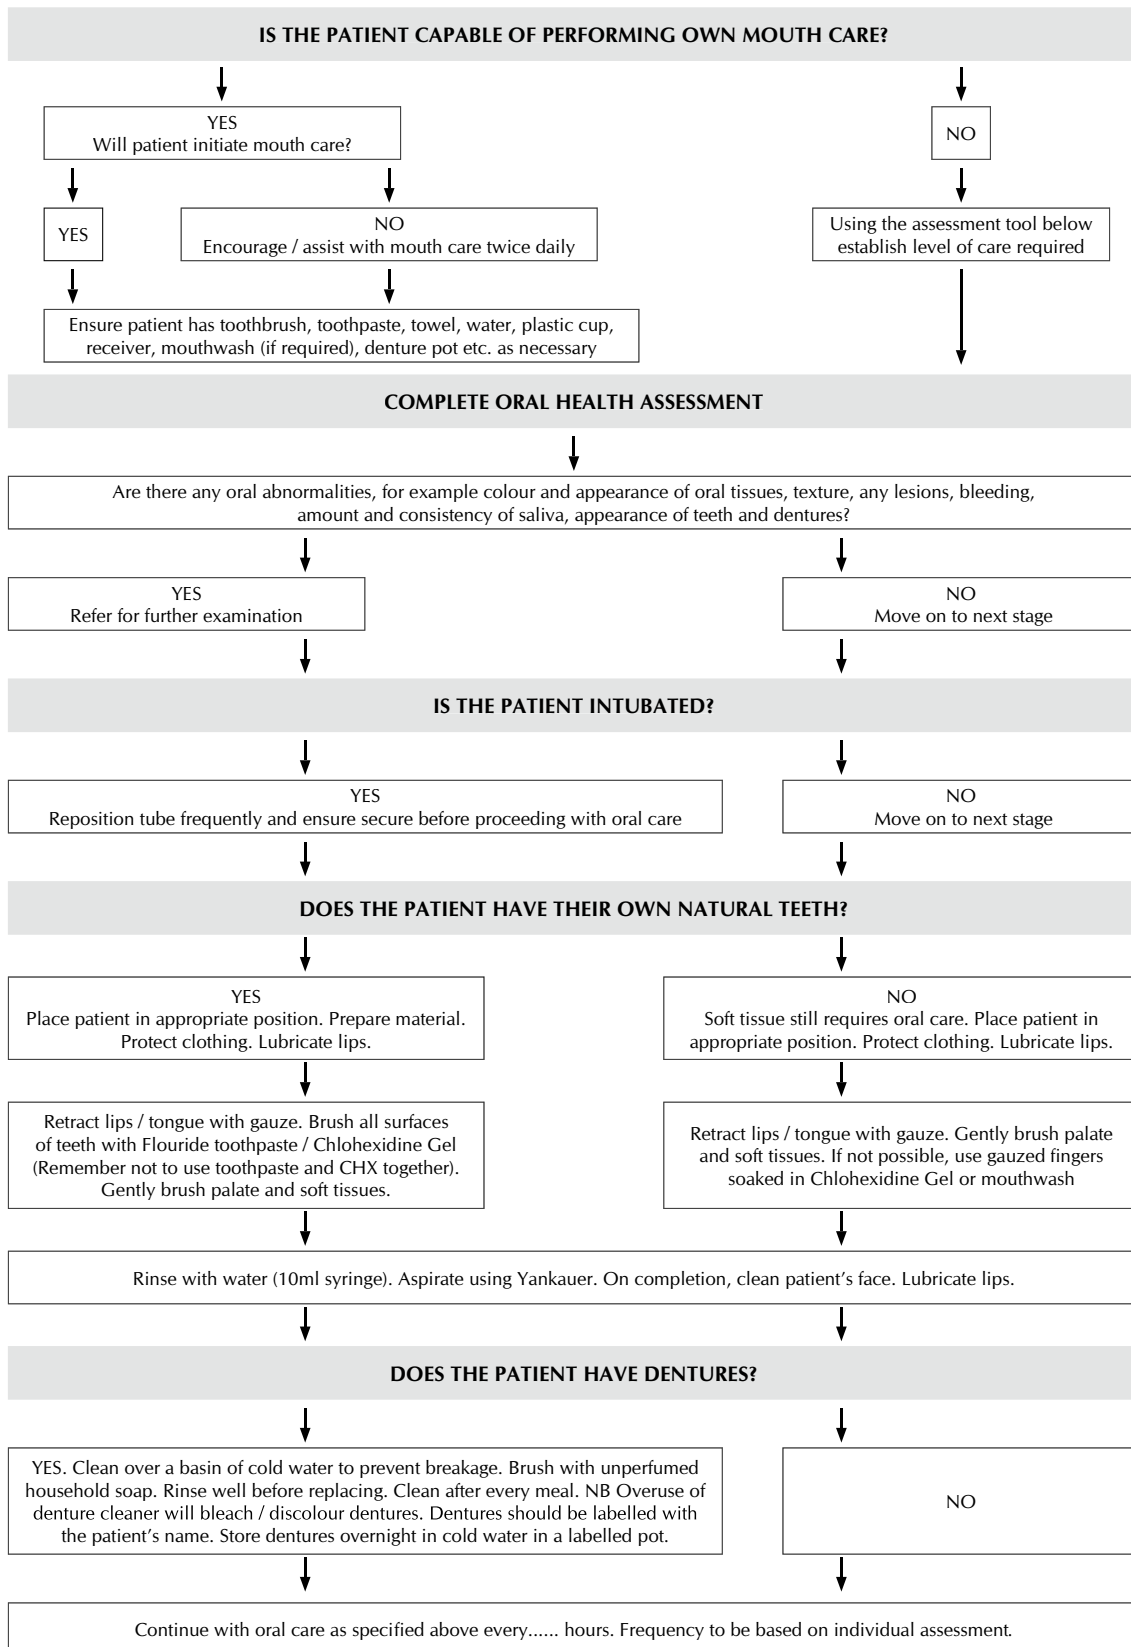 IS THE PATIENT CAPABLE OF PERFORMING OWN MOUTH CARE?
YES
Will patient initiate mouth care?
NO
YES
NO
Encourage / assist with mouth care twice daily
Using the assessment tool below
establish level of care required
Ensure patient has toothbrush, toothpaste, towel, water, plastic cup,
receiver, mouthwash (if required), denture pot etc. as necessary
COMPLETE ORAL HEALTH ASSESSMENT
Are there any oral abnormalities, for example colour and appearance of oral tissues, texture, any lesions, bleeding,
amount and consistency of saliva, appearance of teeth and dentures?
YES
Refer for further examination
NO
Move on to next stage
IS THE PATIENT INTUBATED?
YES
Reposition tube frequently and ensure secure before proceeding with oral care
NO
Move on to next stage
DOES THE PATIENT HAVE THEIR OWN NATURAL TEETH?
YES
Place patient in appropriate position. Prepare material.
Protect clothing. Lubricate lips.
NO
Soft tissue still requires oral care. Place patient in
appropriate position. Protect clothing. Lubricate lips.
Retract lips / tongue with gauze. Brush all surfaces
of teeth with Flouride toothpaste / Chlohexidine Gel
(Remember not to use toothpaste and CHX together).
Gently brush palate and soft tissues.
Retract lips / tongue with gauze. Gently brush palate
and soft tissues. If not possible, use gauzed fingers
soaked in Chlohexidine Gel or mouthwash
Rinse with water (10ml syringe). Aspirate using Yankauer. On completion, clean patient's face. Lubricate lips.
DOES THE PATIENT HAVE DENTURES?
YES. Clean over a basin of cold water to prevent breakage. Brush with unperfumed
household soap. Rinse well before replacing. Clean after every meal. NB Overuse of
denture cleaner will bleach / discolour dentures. Dentures should be labelled with
the patient's name. Store dentures overnight in cold water in a labelled pot.
NO
Continue with oral care as specified above every...... hours. Frequency to be based on individual assessment.